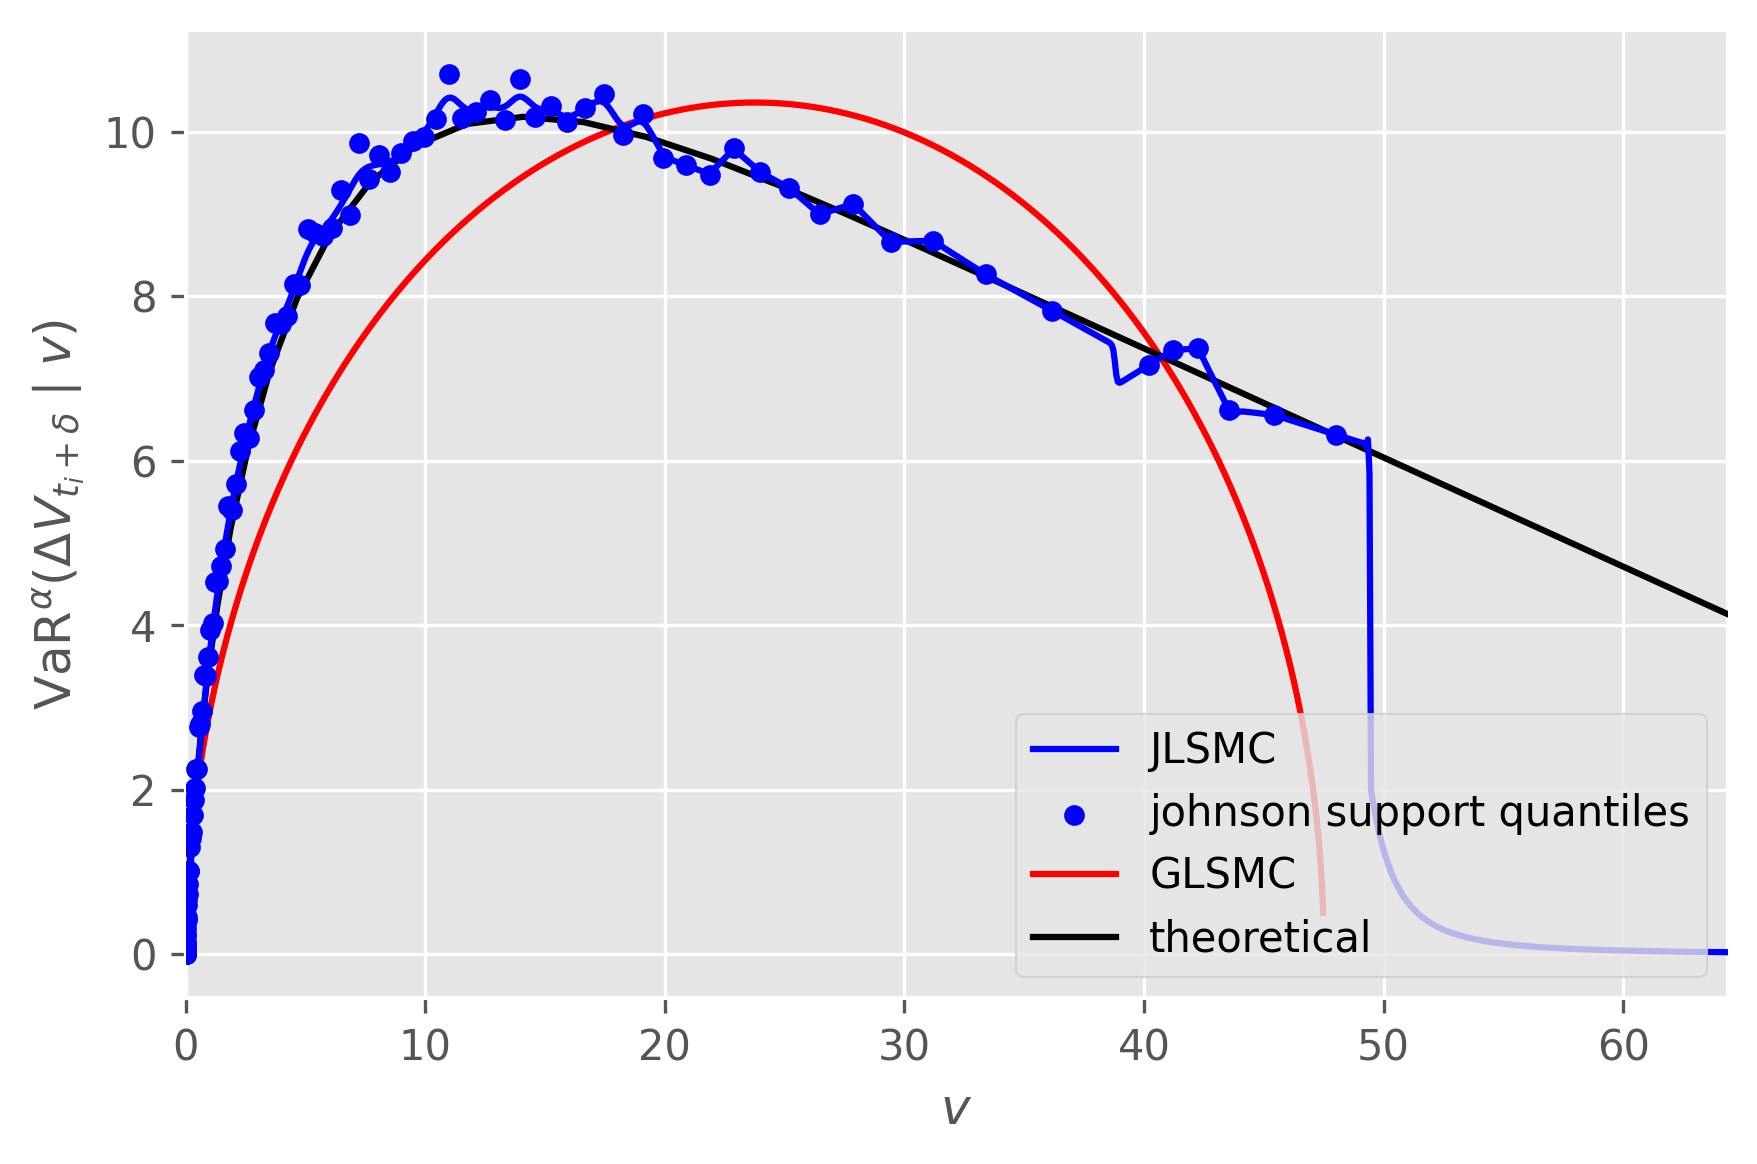 VaR^α(ΔV_{t_i+δ} | v)
10
8
6
4
2
0
JLSMC
johnson support quantiles
GLSMC
theoretical
0 10 20 30 40 50 60
v